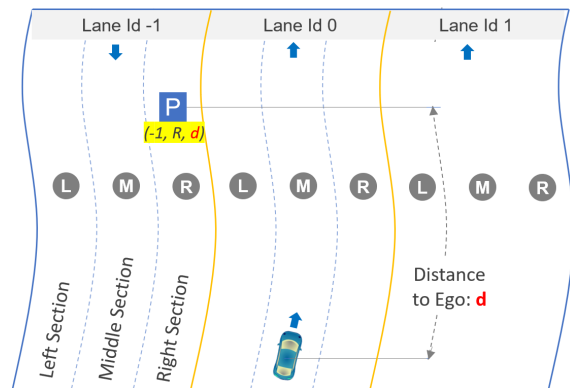 Lane Id -1 Lane Id 0 Lane Id 1
P
(-1, R, d)
L M R L M R L M R
Left Section
Middle Section
Right Section
Distance
to Ego: d